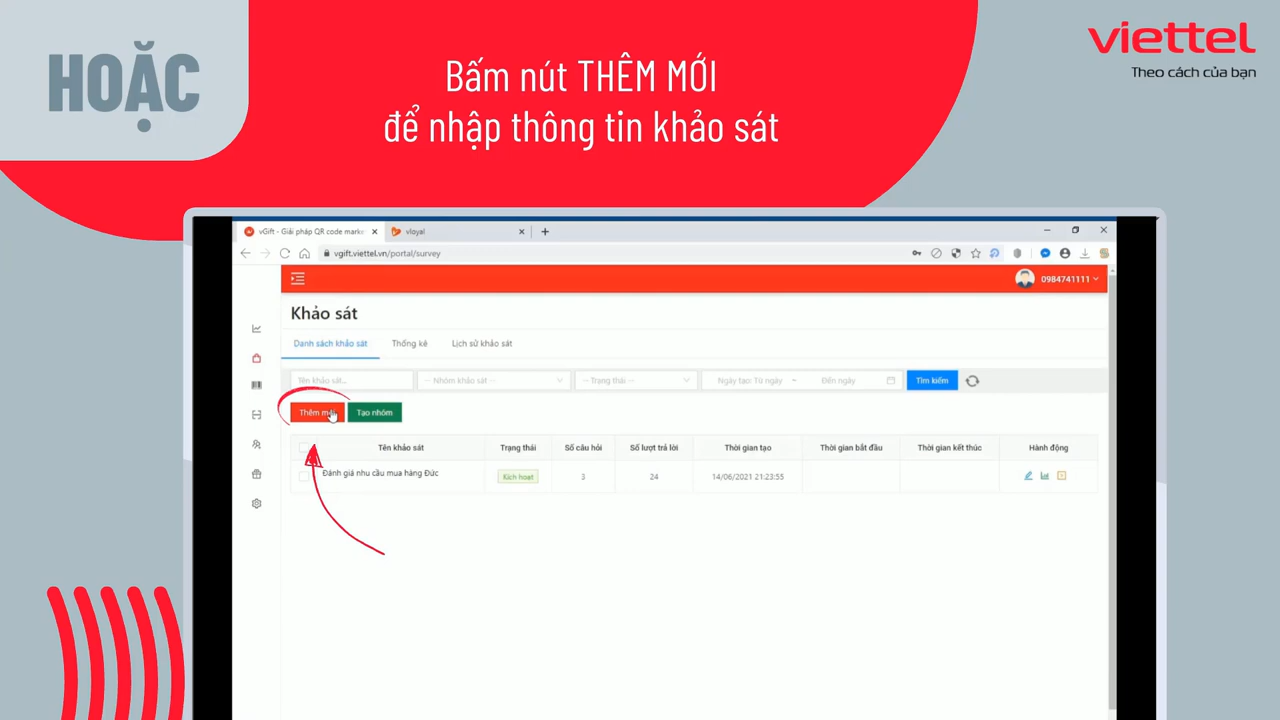 HOẶC
Bấm nút THÊM MỚI
để nhập thông tin khảo sát
viettel
Theo cách của bạn
vGift - Giải pháp QR code marke
vloyal
vgift.viettel.vn/portal/survey
0984741111
Khảo sát
Danh sách khảo sát Thống kê Lịch sử khảo sát
Tên khảo sát... -- Nhóm khảo sát -- -- Trạng thái -- Ngày tạo: Từ ngày ~ Đến ngày Tìm kiếm
Thêm mới Tạo nhóm
Tên khảo sát Trạng thái Số câu hỏi Số lượt trả lời Thời gian tạo Thời gian bắt đầu Thời gian kết thúc Hành động
Đánh giá nhu cầu mua hàng Đức Kích hoạt 3 24 14/06/2021 21:23:55